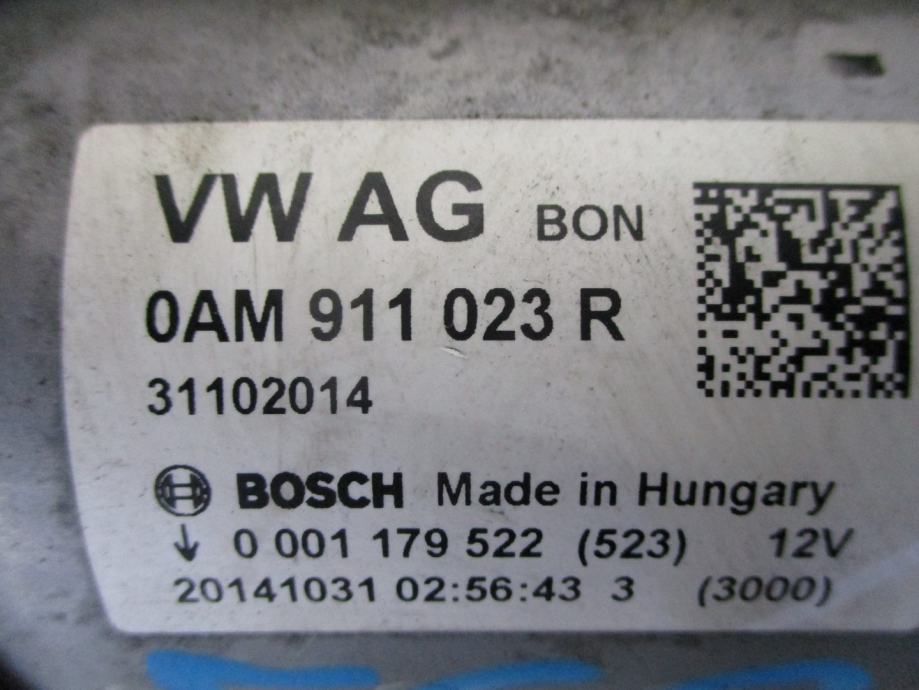 VW AG BON
0AM 911 023 R
31102014
BOSCH Made in Hungary
↓ 0 001 179 522 (523) 12V
20141031 02:56:43 3 (3000)